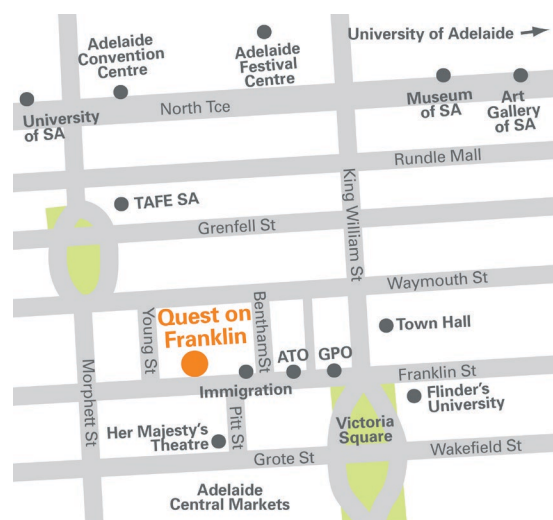 University of Adelaide
Adelaide
Convention
Centre
Adelaide
Festival
Centre
University
of SA
North Tce
Museum
of SA
Art
Gallery
of SA
Rundle Mall
King William St
TAFE SA
Grenfell St
Waymouth St
Young St
Quest on
Franklin
BenthamSt
ATO
GPO
Town Hall
Morphett St
Immigration
Franklin St
Flinder's
University
Pitt St
Her Majesty's
Theatre
Victoria
Square
Grote St
Wakefield St
Adelaide
Central Markets